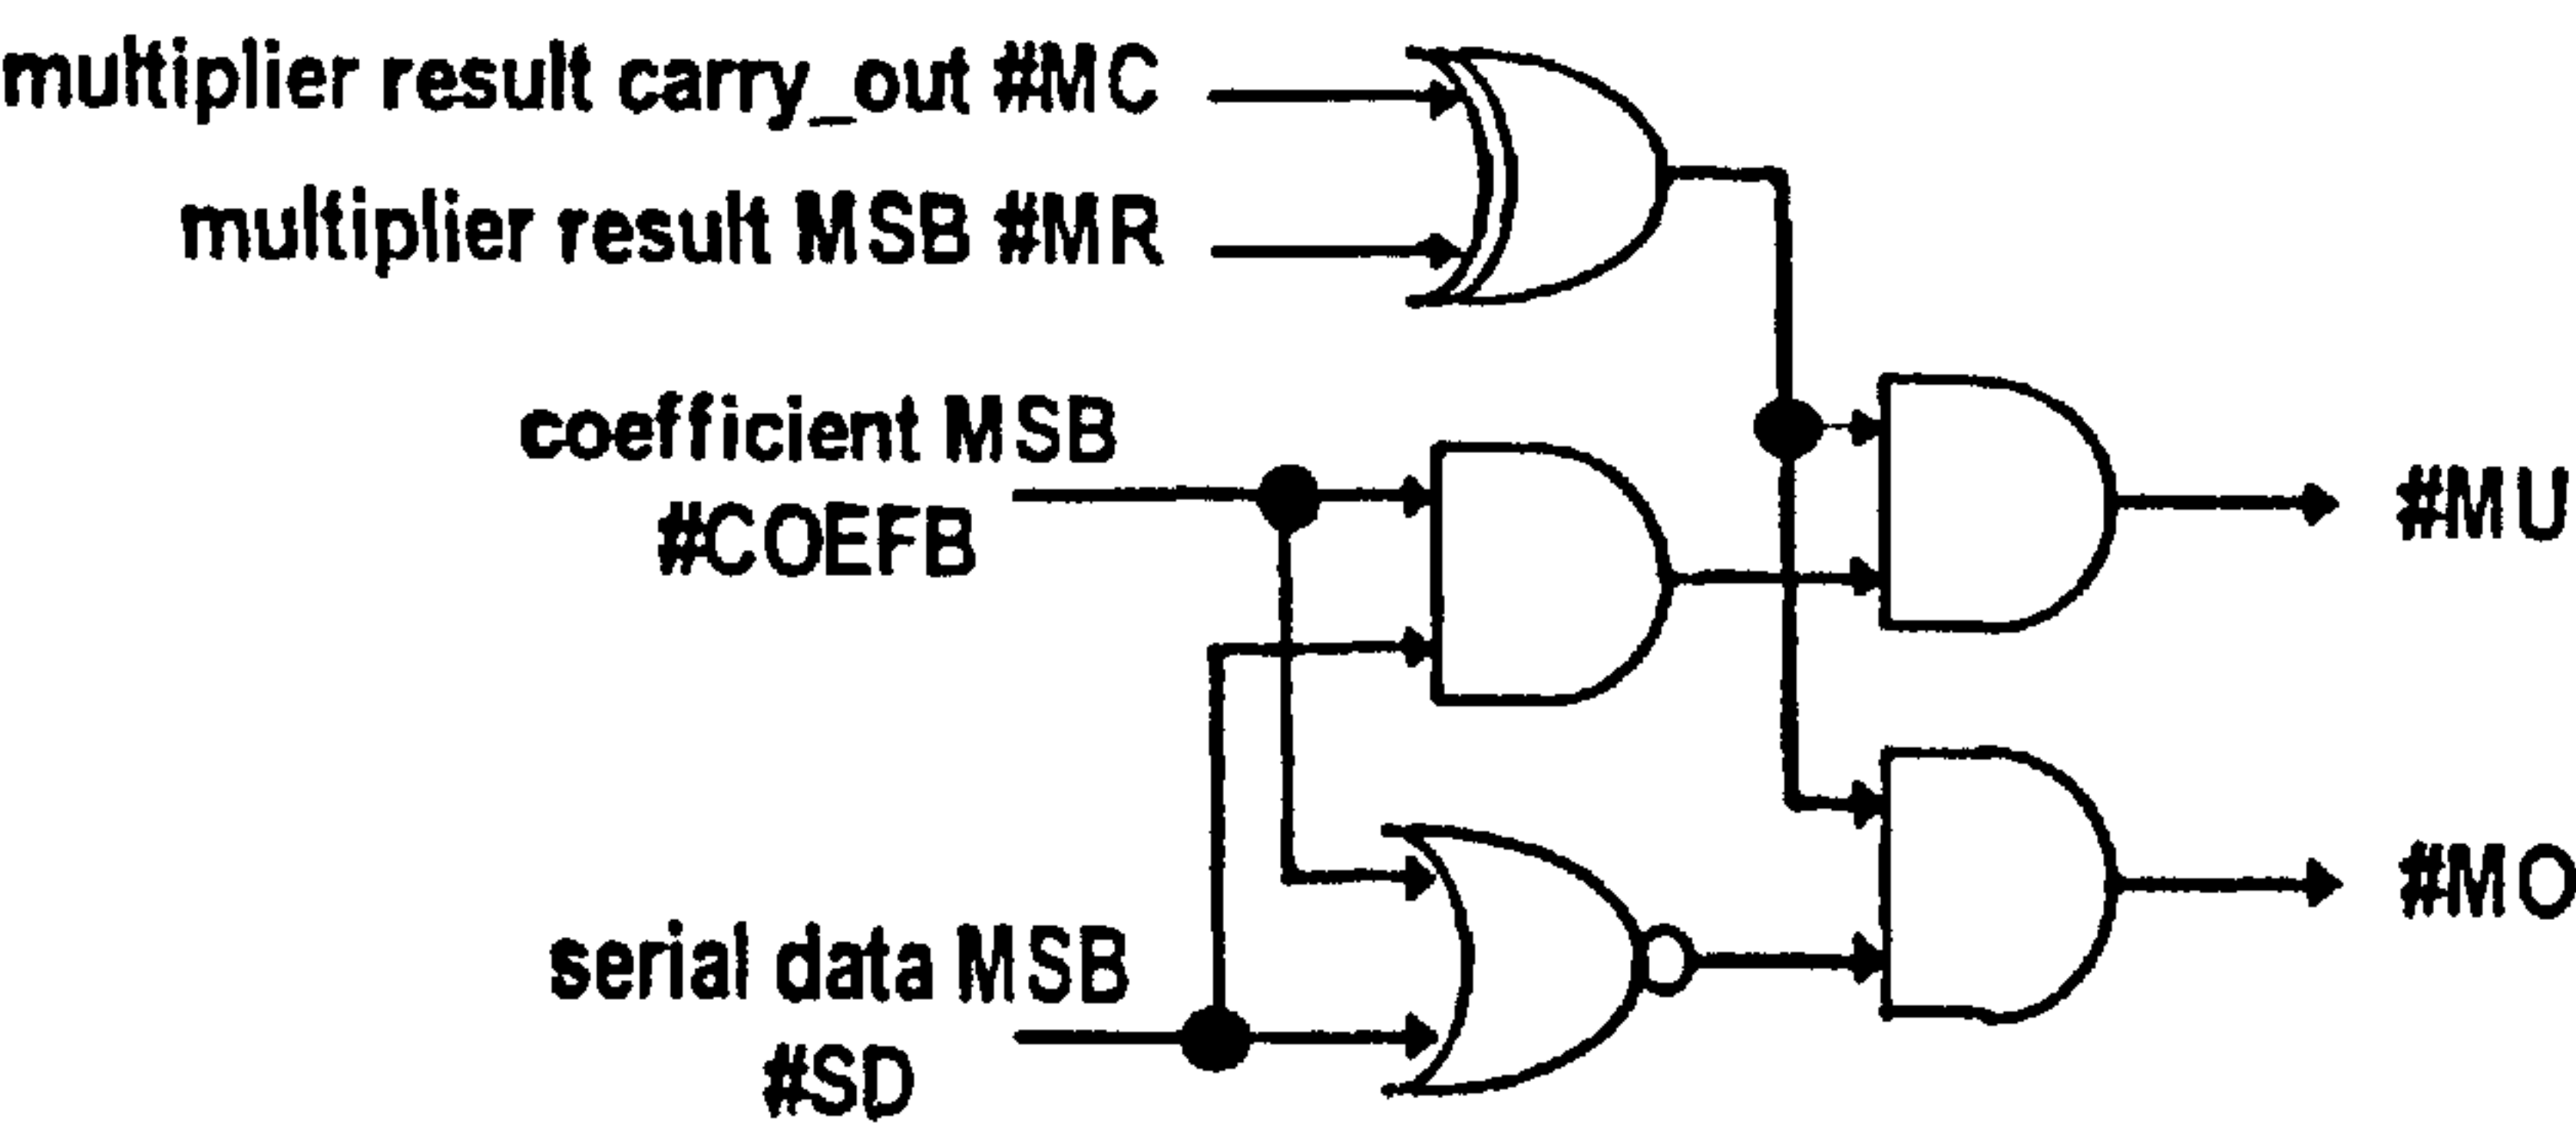 multiplier result carry_out #MC
multiplier result MSB #MR
coefficient MSB
#COEFB
#MU
serial data MSB
#SD
#MO